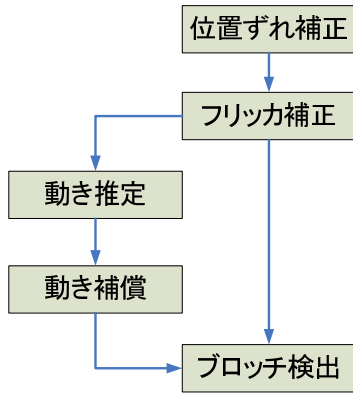 位置ずれ補正
フリッカ補正
動き推定
動き補償
ブロッチ検出